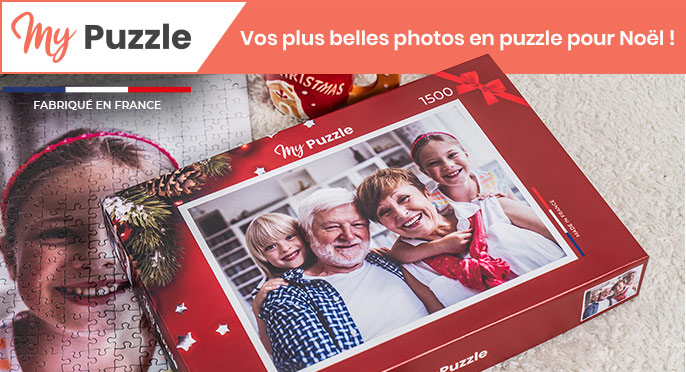 My Puzzle
Vos plus belles photos en puzzle pour Noël !
FABRIQUÉ EN FRANCE
CHRISTMAS
1500
My Puzzle
MADE IN FRANCE
Puzzle